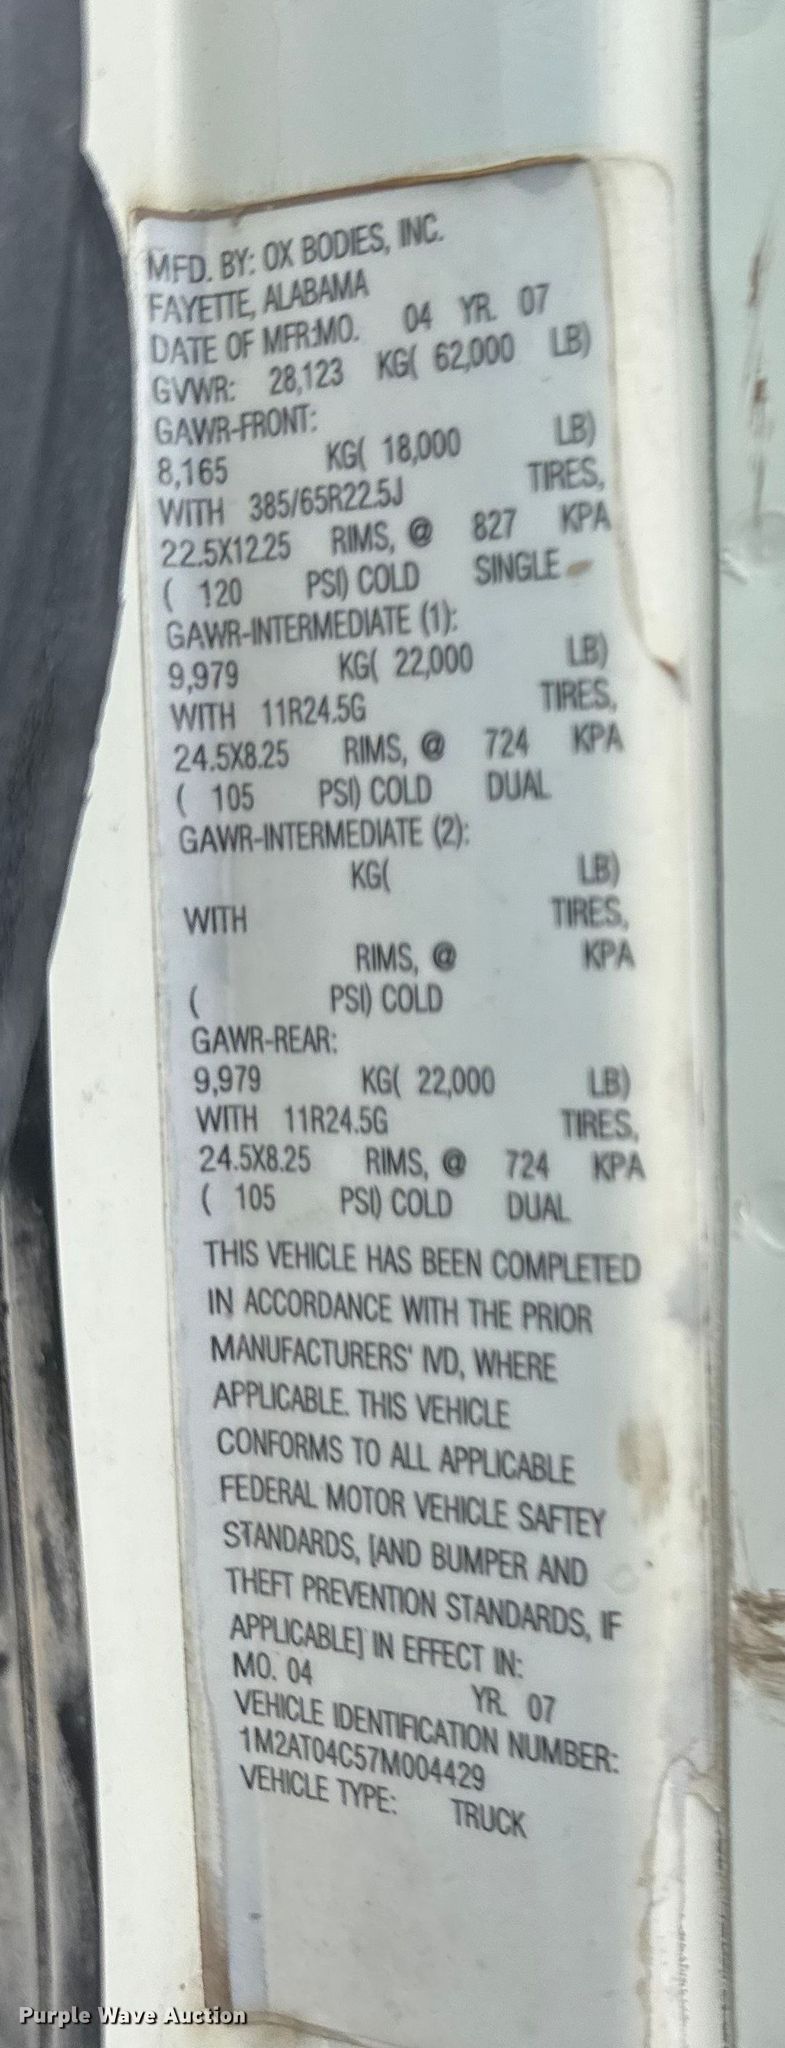 MFD. BY: OX BODIES, INC.
FAYETTE, ALABAMA
DATE OF MFR:MO. 04 YR. 07
GVWR: 28,123 KG( 62,000 LB)
GAWR-FRONT:
8,165 KG( 18,000 LB)
WITH 385/65R22.5J TIRES,
22.5X12.25 RIMS, @ 827 KPA
( 120 PSI) COLD SINGLE
GAWR-INTERMEDIATE (1):
9,979 KG( 22,000 LB)
WITH 11R24.5G TIRES,
24.5X8.25 RIMS, @ 724 KPA
( 105 PSI) COLD DUAL
GAWR-INTERMEDIATE (2):
KG( LB)
WITH TIRES,
RIMS, @ KPA
( PSI) COLD
GAWR-REAR:
9,979 KG( 22,000 LB)
WITH 11R24.5G TIRES,
24.5X8.25 RIMS, @ 724 KPA
( 105 PSI) COLD DUAL
THIS VEHICLE HAS BEEN COMPLETED
IN ACCORDANCE WITH THE PRIOR
MANUFACTURERS' IVD, WHERE
APPLICABLE. THIS VEHICLE
CONFORMS TO ALL APPLICABLE
FEDERAL MOTOR VEHICLE SAFTEY
STANDARDS, [AND BUMPER AND
THEFT PREVENTION STANDARDS, IF
APPLICABLE] IN EFFECT IN:
MO. 04 YR. 07
VEHICLE IDENTIFICATION NUMBER:
1M2AT04C57M004429
VEHICLE TYPE: TRUCK
Purple Wave Auction